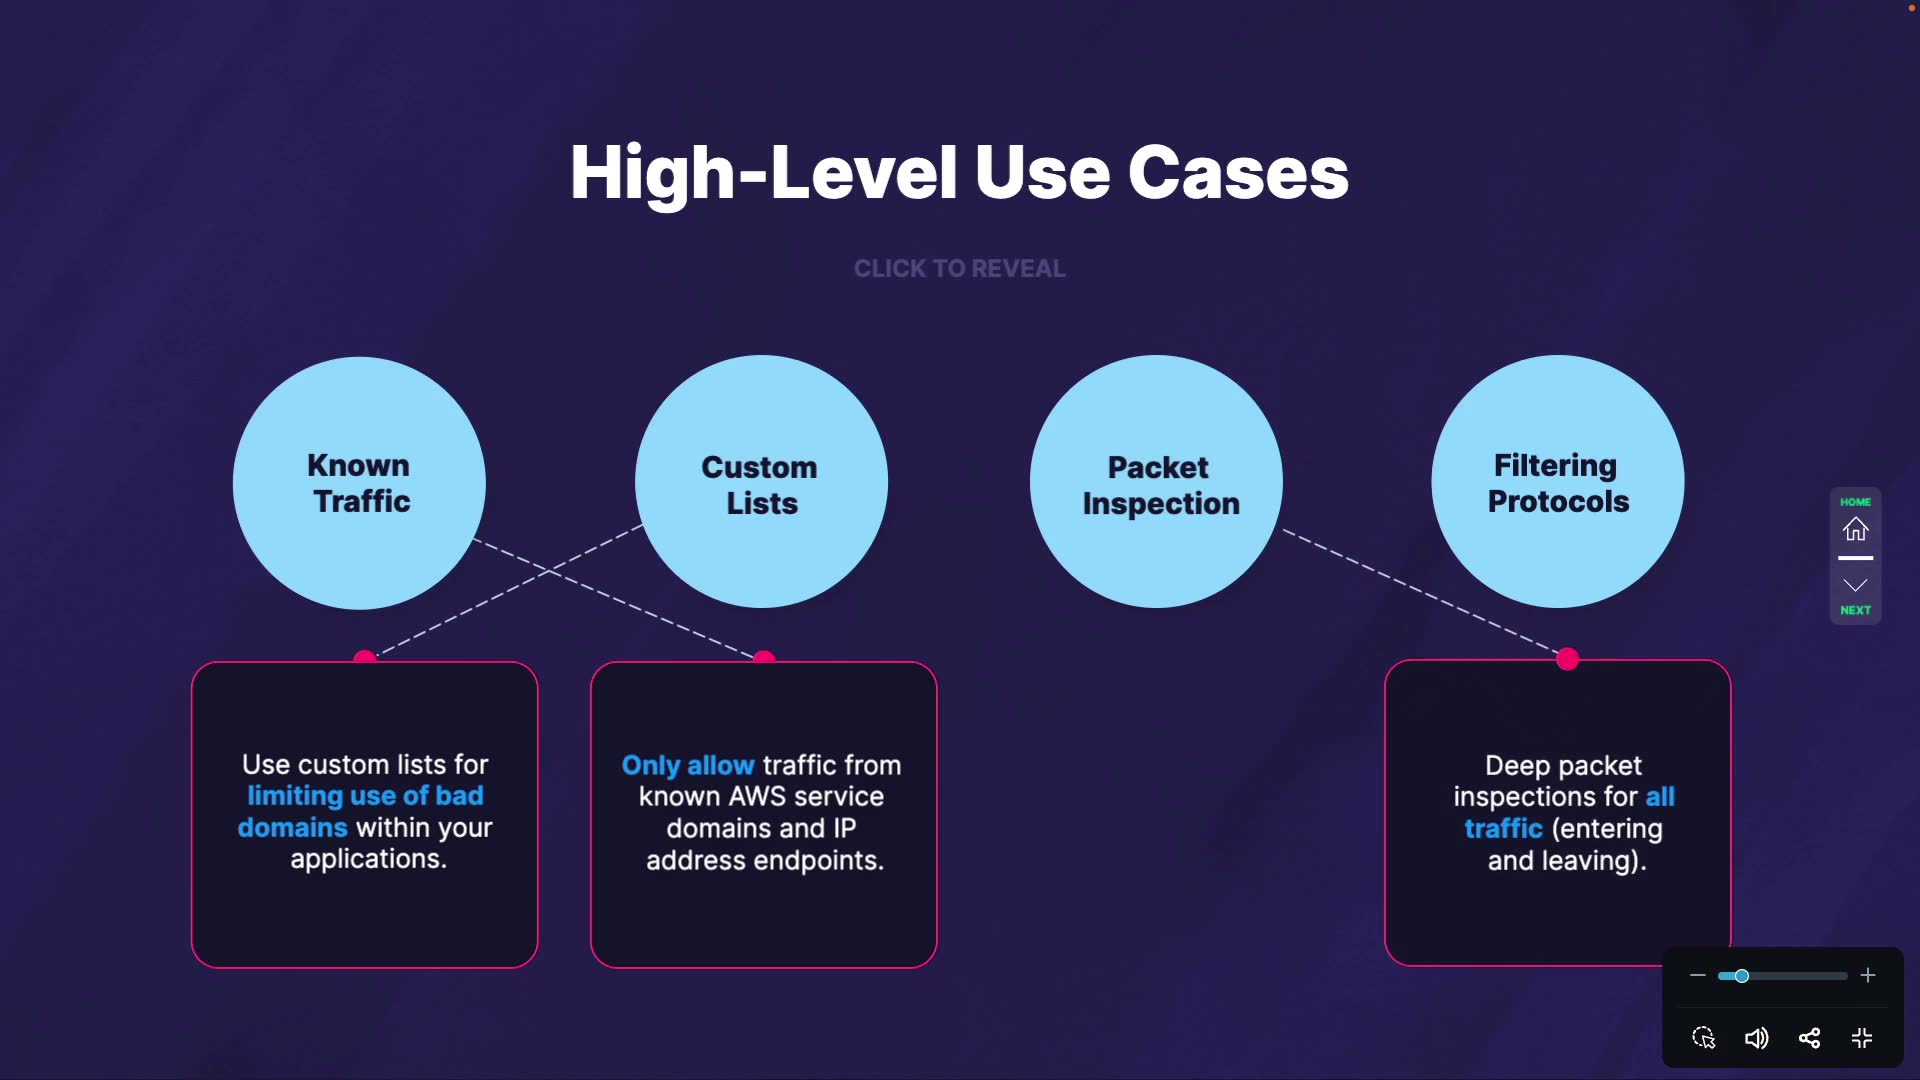 High-Level Use Cases
CLICK TO REVEAL
Known
Traffic
Custom
Lists
Packet
Inspection
Filtering
Protocols
HOME
NEXT
Use custom lists for
limiting use of bad
domains within your
applications.
Only allow traffic from
known AWS service
domains and IP
address endpoints.
Deep packet
inspections for all
traffic (entering
and leaving).